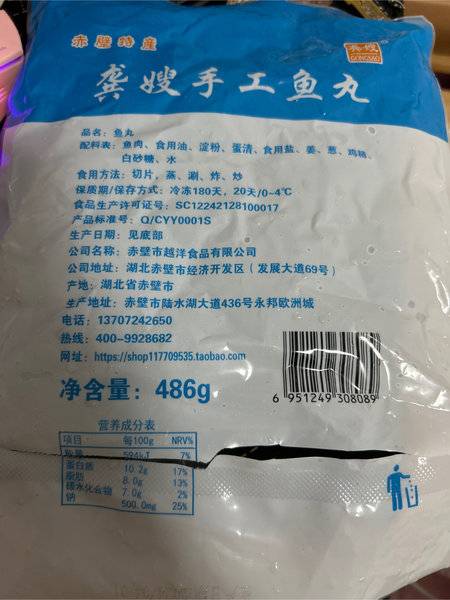 赤壁特产
龚嫂
GONGSAO
龚嫂手工鱼丸
品名：鱼丸
配料表：鱼肉、食用油、淀粉、蛋清、食用盐、姜、葱、鸡精、
白砂糖、水
食用方法：切片，蒸、涮、炸、炒
保质期/保存方式：冷冻180天，20天/0~4℃
食品生产许可证号：SC12242128100017
产品标准号：Q/CYY0001S
生产日期：见底部
公司名称：赤壁市越洋食品有限公司
公司地址：湖北赤壁市经济开发区（发展大道69号）
产地：湖北省赤壁市
生产地址：赤壁市陆水湖大道436号永邦欧洲城
电话：13707242650
热线：400-9928682
网址：https://shop117709535.taobao.com
净含量：486g
6 951249 308089
营养成分表
项目 每100g NRV%
能量 594kJ 7%
蛋白质 10.2g 17%
脂肪 8.0g 13%
碳水化合物 7.0g 2%
钠 500.0mg 25%